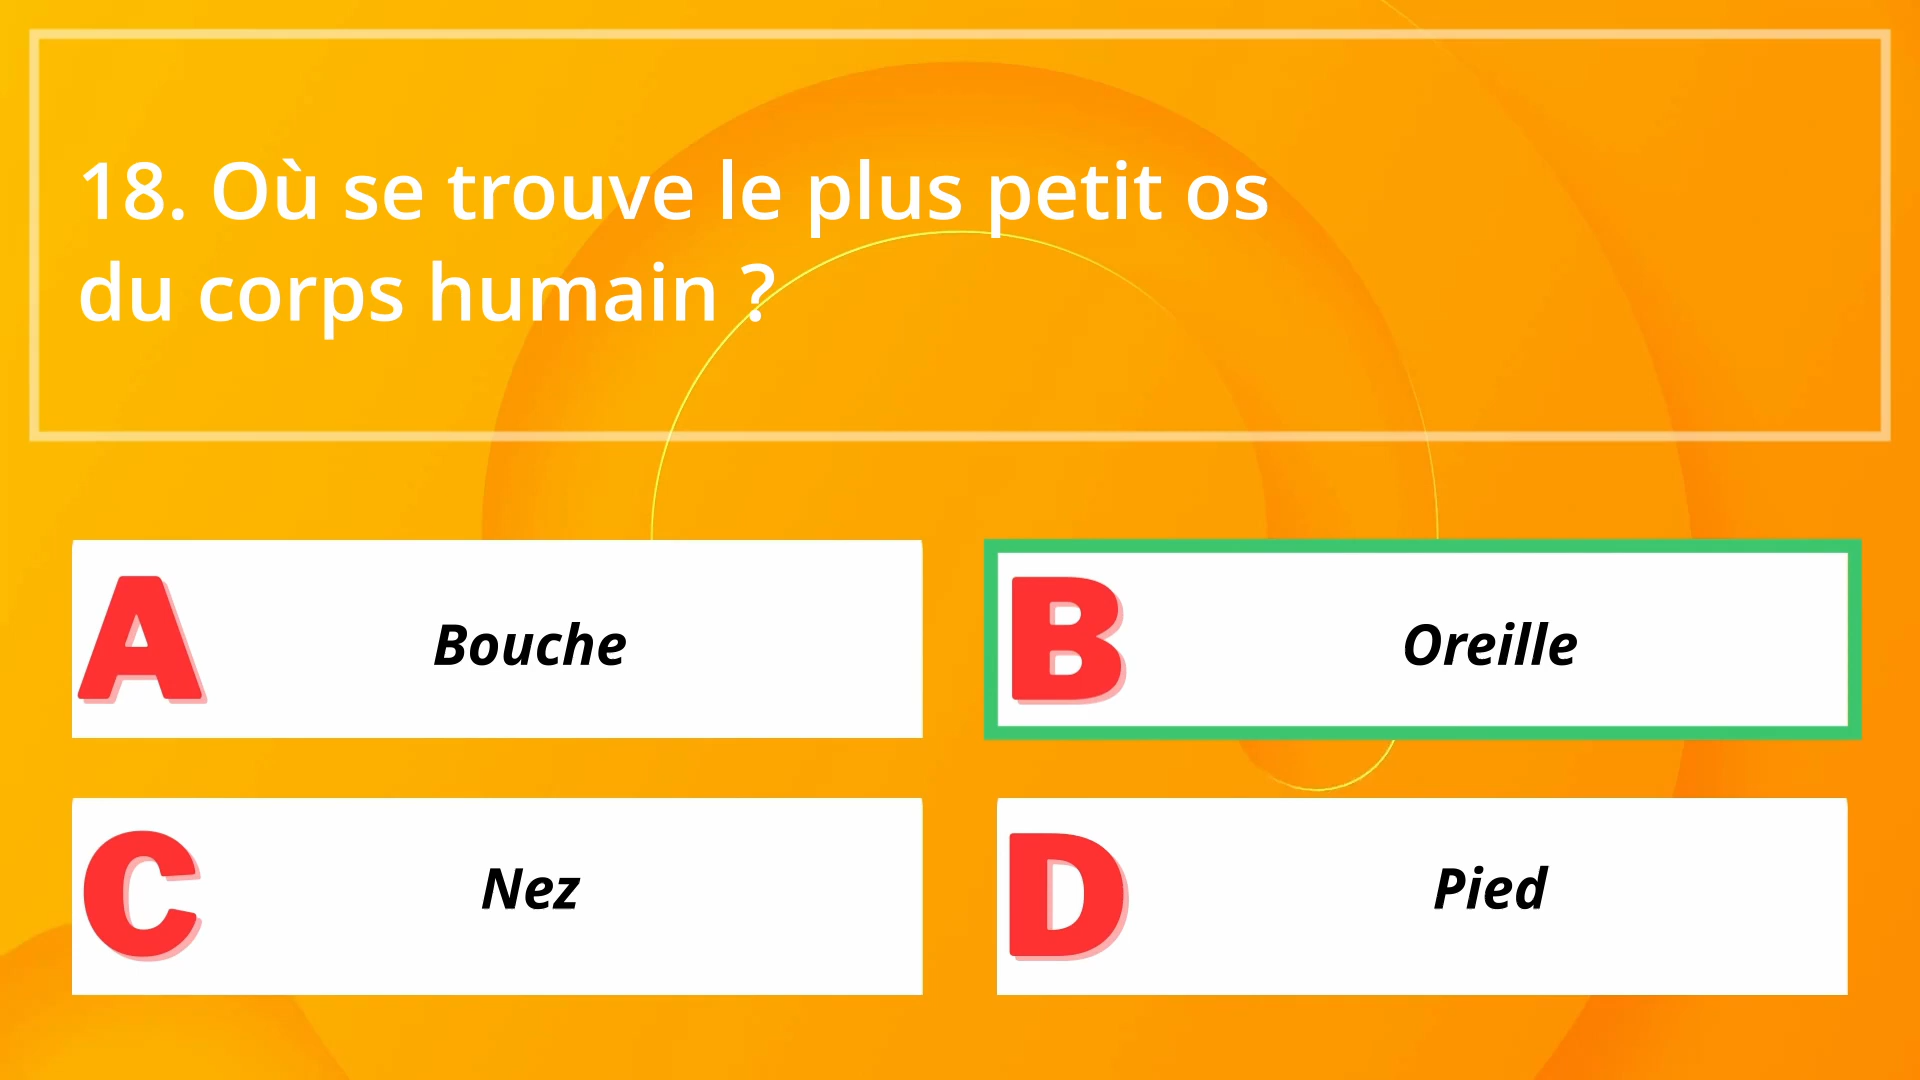 18. Où se trouve le plus petit os
du corps humain ?
A Bouche
B Oreille
C Nez
D Pied